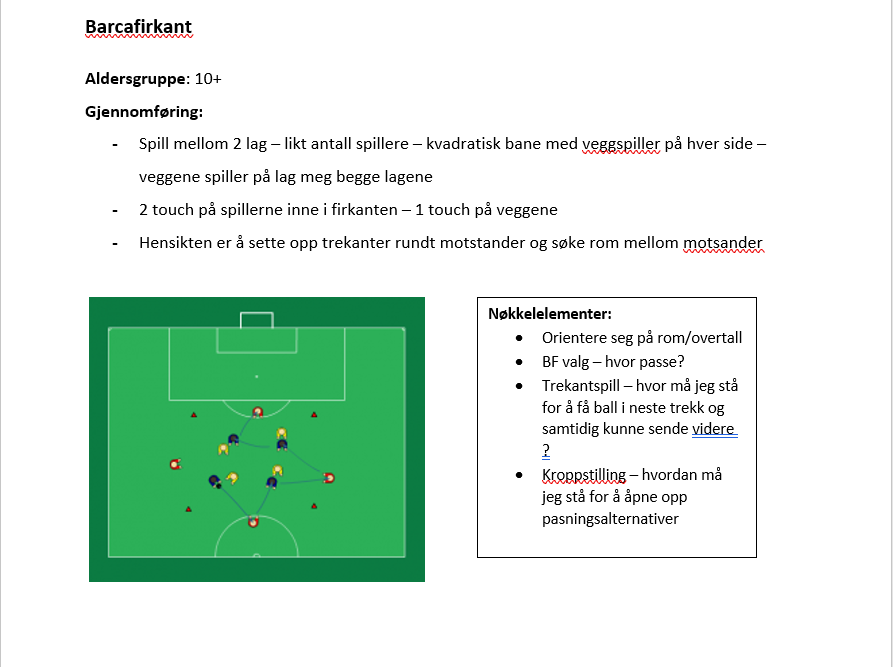 Barcafirkant
Aldersgruppe: 10+
Gjennomføring:
- Spill mellom 2 lag – likt antall spillere – kvadratisk bane med veggspiller på hver side –
veggene spiller på lag meg begge lagene
- 2 touch på spillerne inne i firkanten – 1 touch på veggene
- Hensikten er å sette opp trekanter rundt motstander og søke rom mellom motsander
Nøkkelelementer:
• Orientere seg på rom/overtall
• BF valg – hvor passe?
• Trekantspill – hvor må jeg stå
for å få ball i neste trekk og
samtidig kunne sende videre
?
• Kroppstilling – hvordan må
jeg stå for å åpne opp
pasningsalternativer